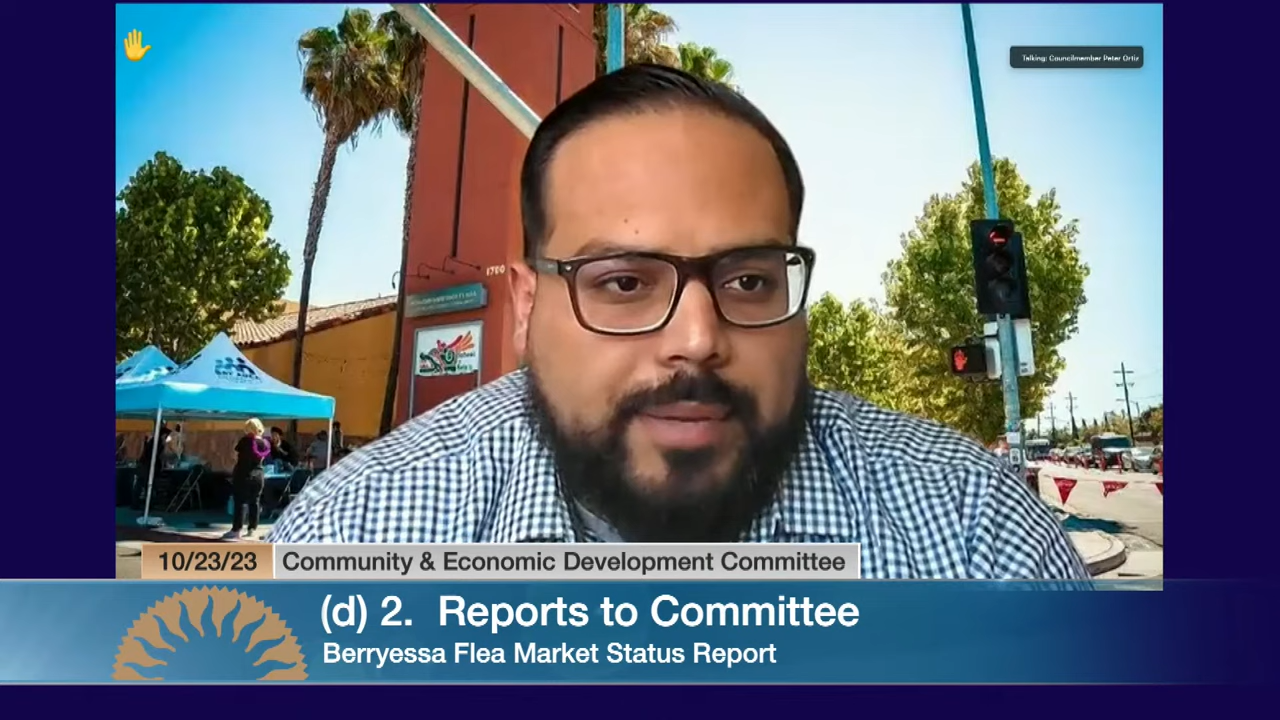 Talking: Councilmember Peter Ortiz
1700
10/23/23
Community & Economic Development Committee
(d) 2. Reports to Committee
Berryessa Flea Market Status Report